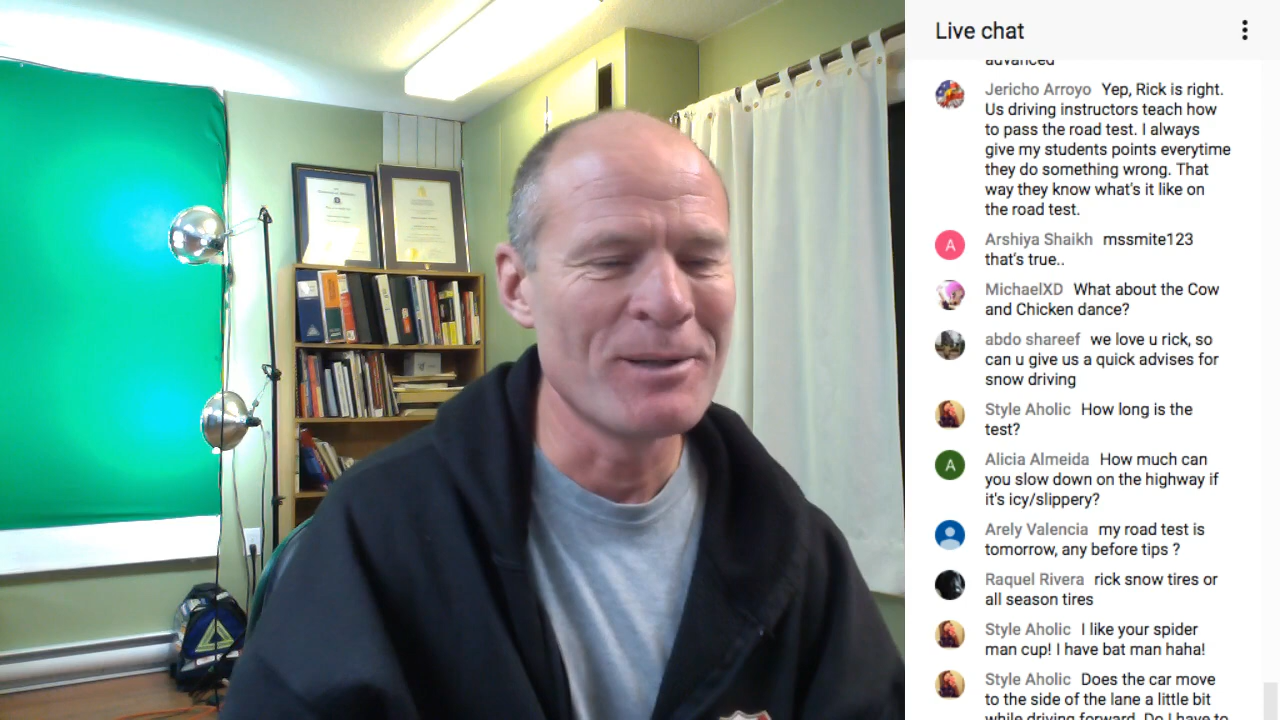 Live chat
advanced
Jericho Arroyo Yep, Rick is right.
Us driving instructors teach how
to pass the road test. I always
give my students points everytime
they do something wrong. That
way they know what's it like on
the road test.
Arshiya Shaikh mssmite123
A
that's true..
MichaelXD What about the Cow
and Chicken dance?
abdo shareef we love u rick, so
can u give us a quick advises for
snow driving
Style Aholic How long is the
test?
Alicia Almeida How much can
A
you slow down on the highway if
it's icy/slippery?
Arely Valencia my road test is
tomorrow, any before tips ?
Raquel Rivera rick snow tires or
all season tires
Style Aholic I like your spider
man cup! I have bat man haha!
Style Aholic Does the car move
to the side of the lane a little bit
while driving forward. Do I have to